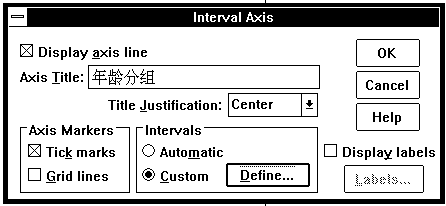 Interval Axis
Display axis line
Axis Title: 年龄分组
Title Justification: Center
OK
Cancel
Help
Axis Markers
Tick marks
Grid lines
Intervals
Automatic
Custom
Define...
Display labels
Labels...